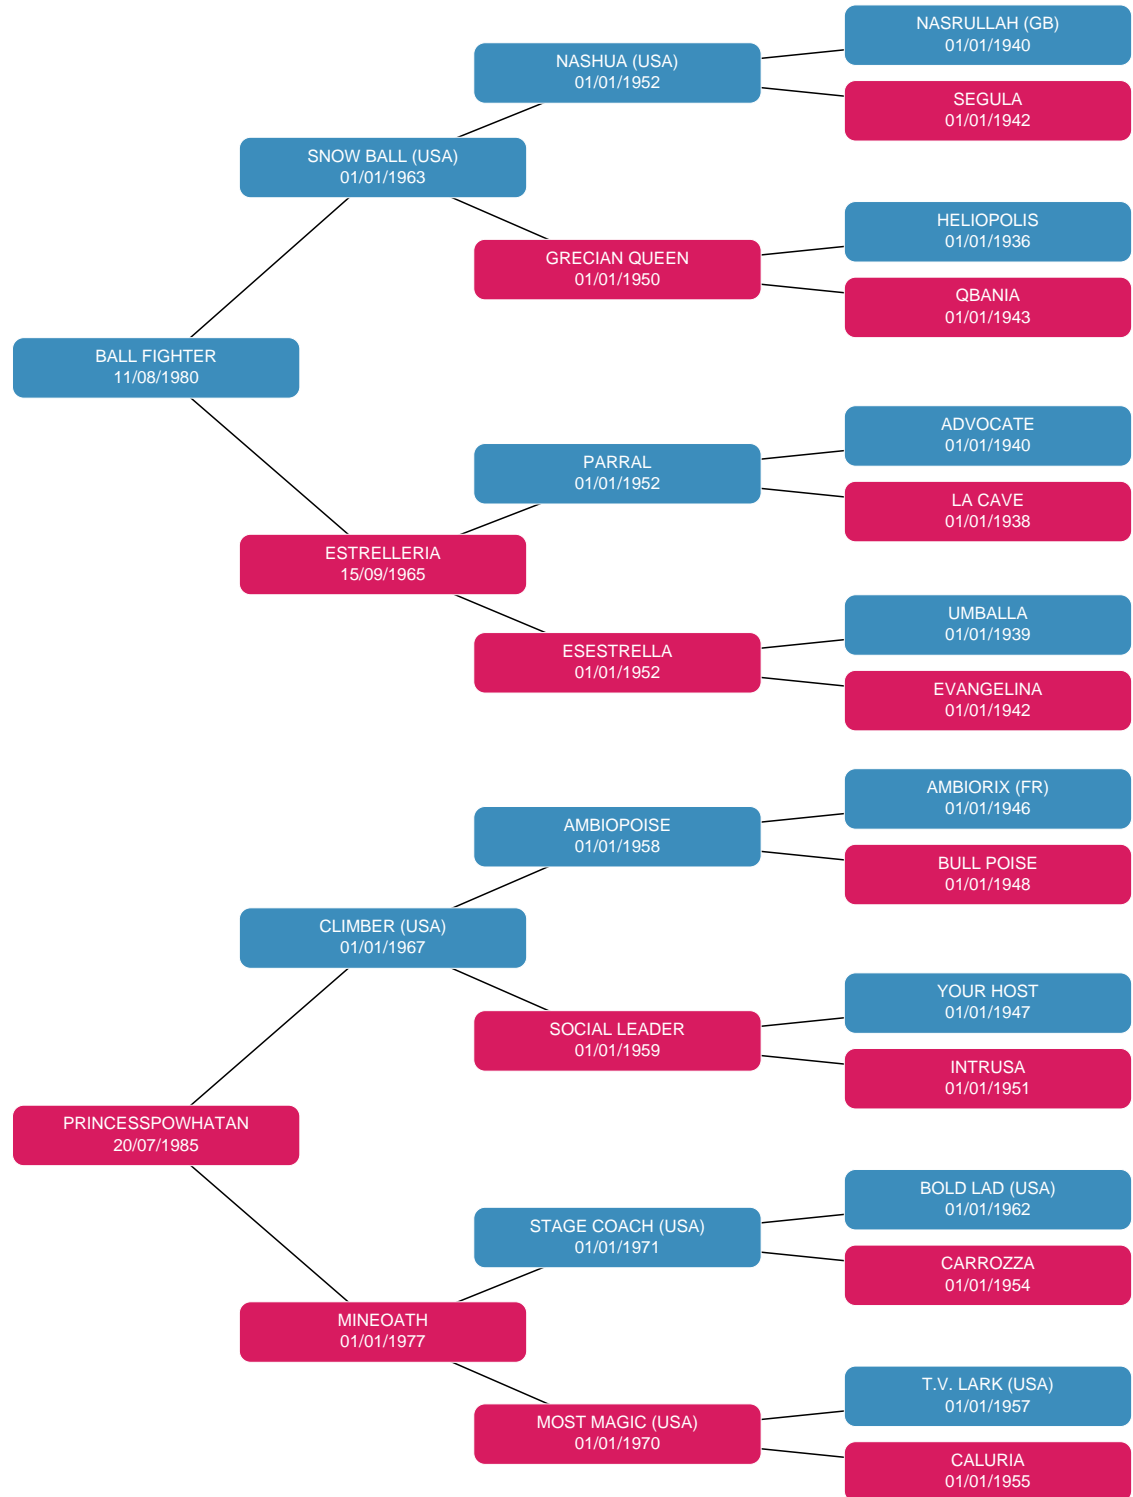 NASRULLAH (GB)
01/01/1940
NASHUA (USA)
01/01/1952
SEGULA
01/01/1942
SNOW BALL (USA)
01/01/1963
HELIOPOLIS
01/01/1936
GRECIAN QUEEN
01/01/1950
QBANIA
01/01/1943
BALL FIGHTER
11/08/1980
ADVOCATE
01/01/1940
PARRAL
01/01/1952
LA CAVE
01/01/1938
ESTRELLERIA
15/09/1965
UMBALLA
01/01/1939
ESESTRELLA
01/01/1952
EVANGELINA
01/01/1942
AMBIORIX (FR)
01/01/1946
AMBIOPOISE
01/01/1958
BULL POISE
01/01/1948
CLIMBER (USA)
01/01/1967
YOUR HOST
01/01/1947
SOCIAL LEADER
01/01/1959
INTRUSA
01/01/1951
PRINCESSPOWHATAN
20/07/1985
BOLD LAD (USA)
01/01/1962
STAGE COACH (USA)
01/01/1971
CARROZZA
01/01/1954
MINEOATH
01/01/1977
T.V. LARK (USA)
01/01/1957
MOST MAGIC (USA)
01/01/1970
CALURIA
01/01/1955